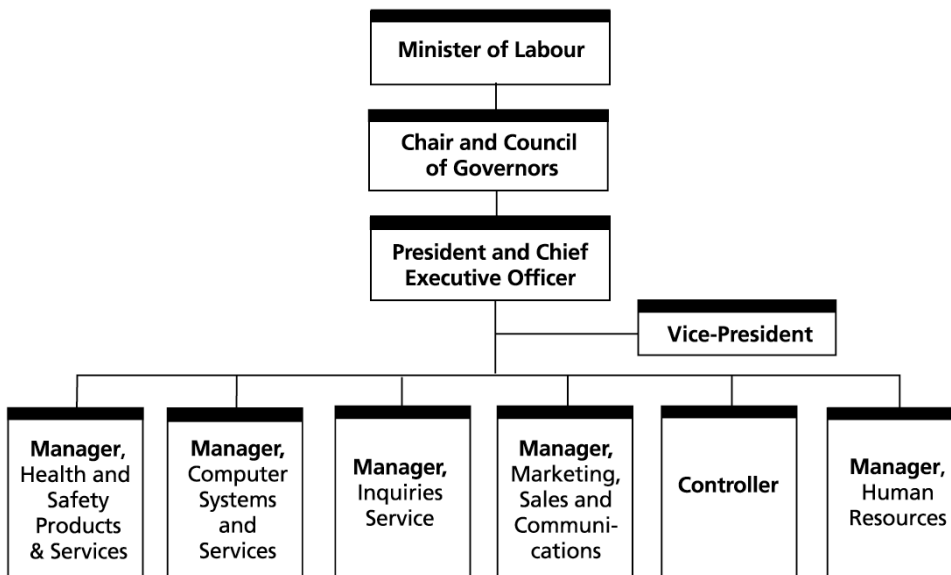 Minister of Labour
Chair and Council
of Governors
President and Chief
Executive Officer
Vice-President
Manager,
Health and
Safety
Products
& Services
Manager,
Computer
Systems
and
Services
Manager,
Inquiries
Service
Manager,
Marketing,
Sales and
Communi-
cations
Controller
Manager,
Human
Resources